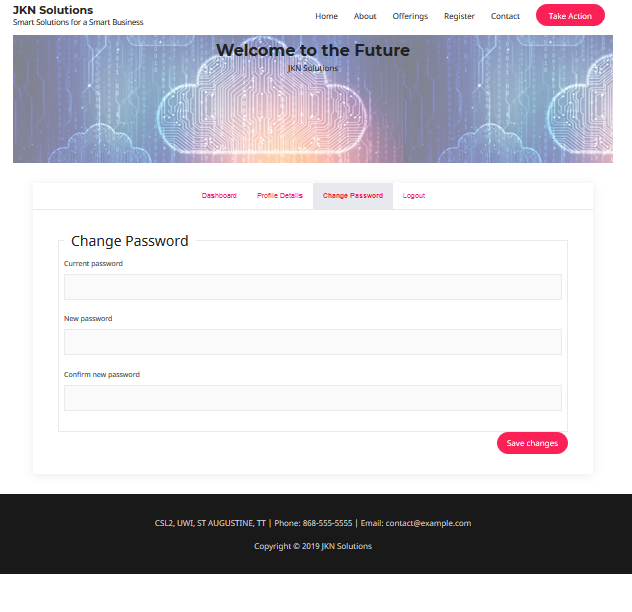 JKN Solutions
Smart Solutions for a Smart Business
Home About Offerings Register Contact Take Action
Welcome to the Future
JKN Solutions
Dashboard Profile Details Change Password Logout
Change Password
Current password
New password
Confirm new password
Save changes
CSL2, UWI, ST AUGUSTINE, TT | Phone: 868-555-5555 | Email: contact@example.com
Copyright © 2019 JKN Solutions